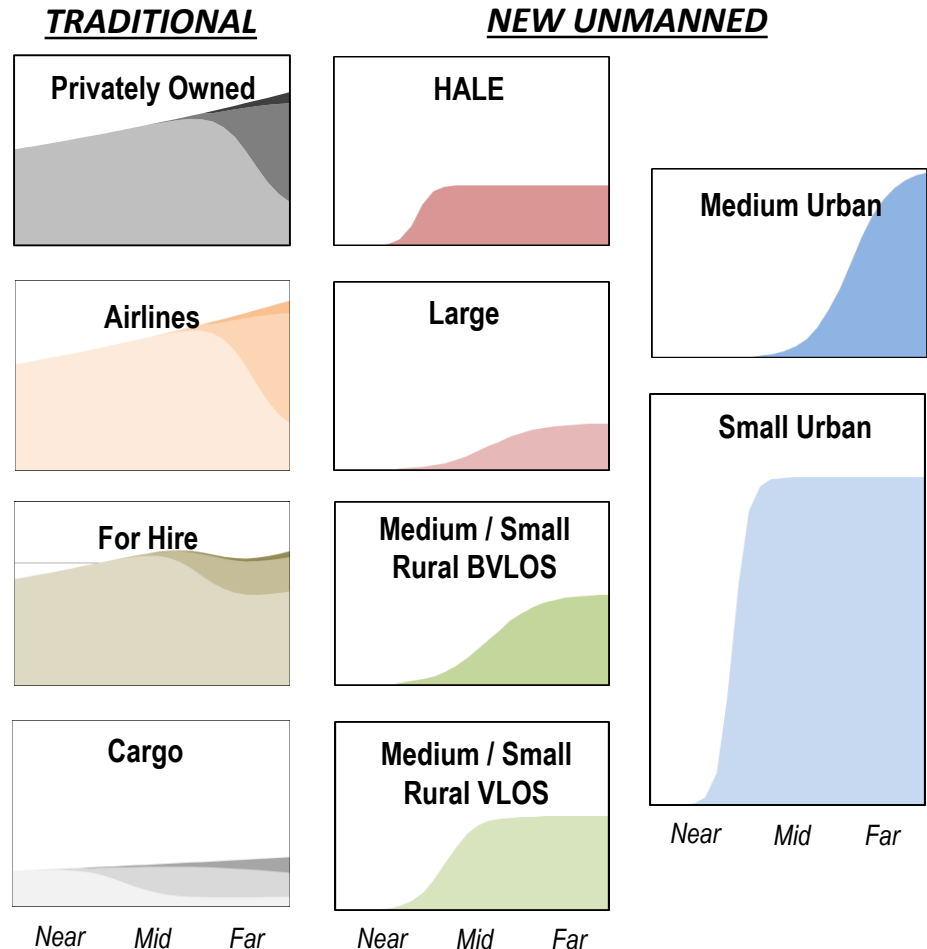 TRADITIONAL
Privately Owned
Airlines
For Hire
Cargo
Near Mid Far
NEW UNMANNED
HALE
Large
Medium / Small
Rural BVLOS
Medium / Small
Rural VLOS
Near Mid Far
Medium Urban
Small Urban
Near Mid Far